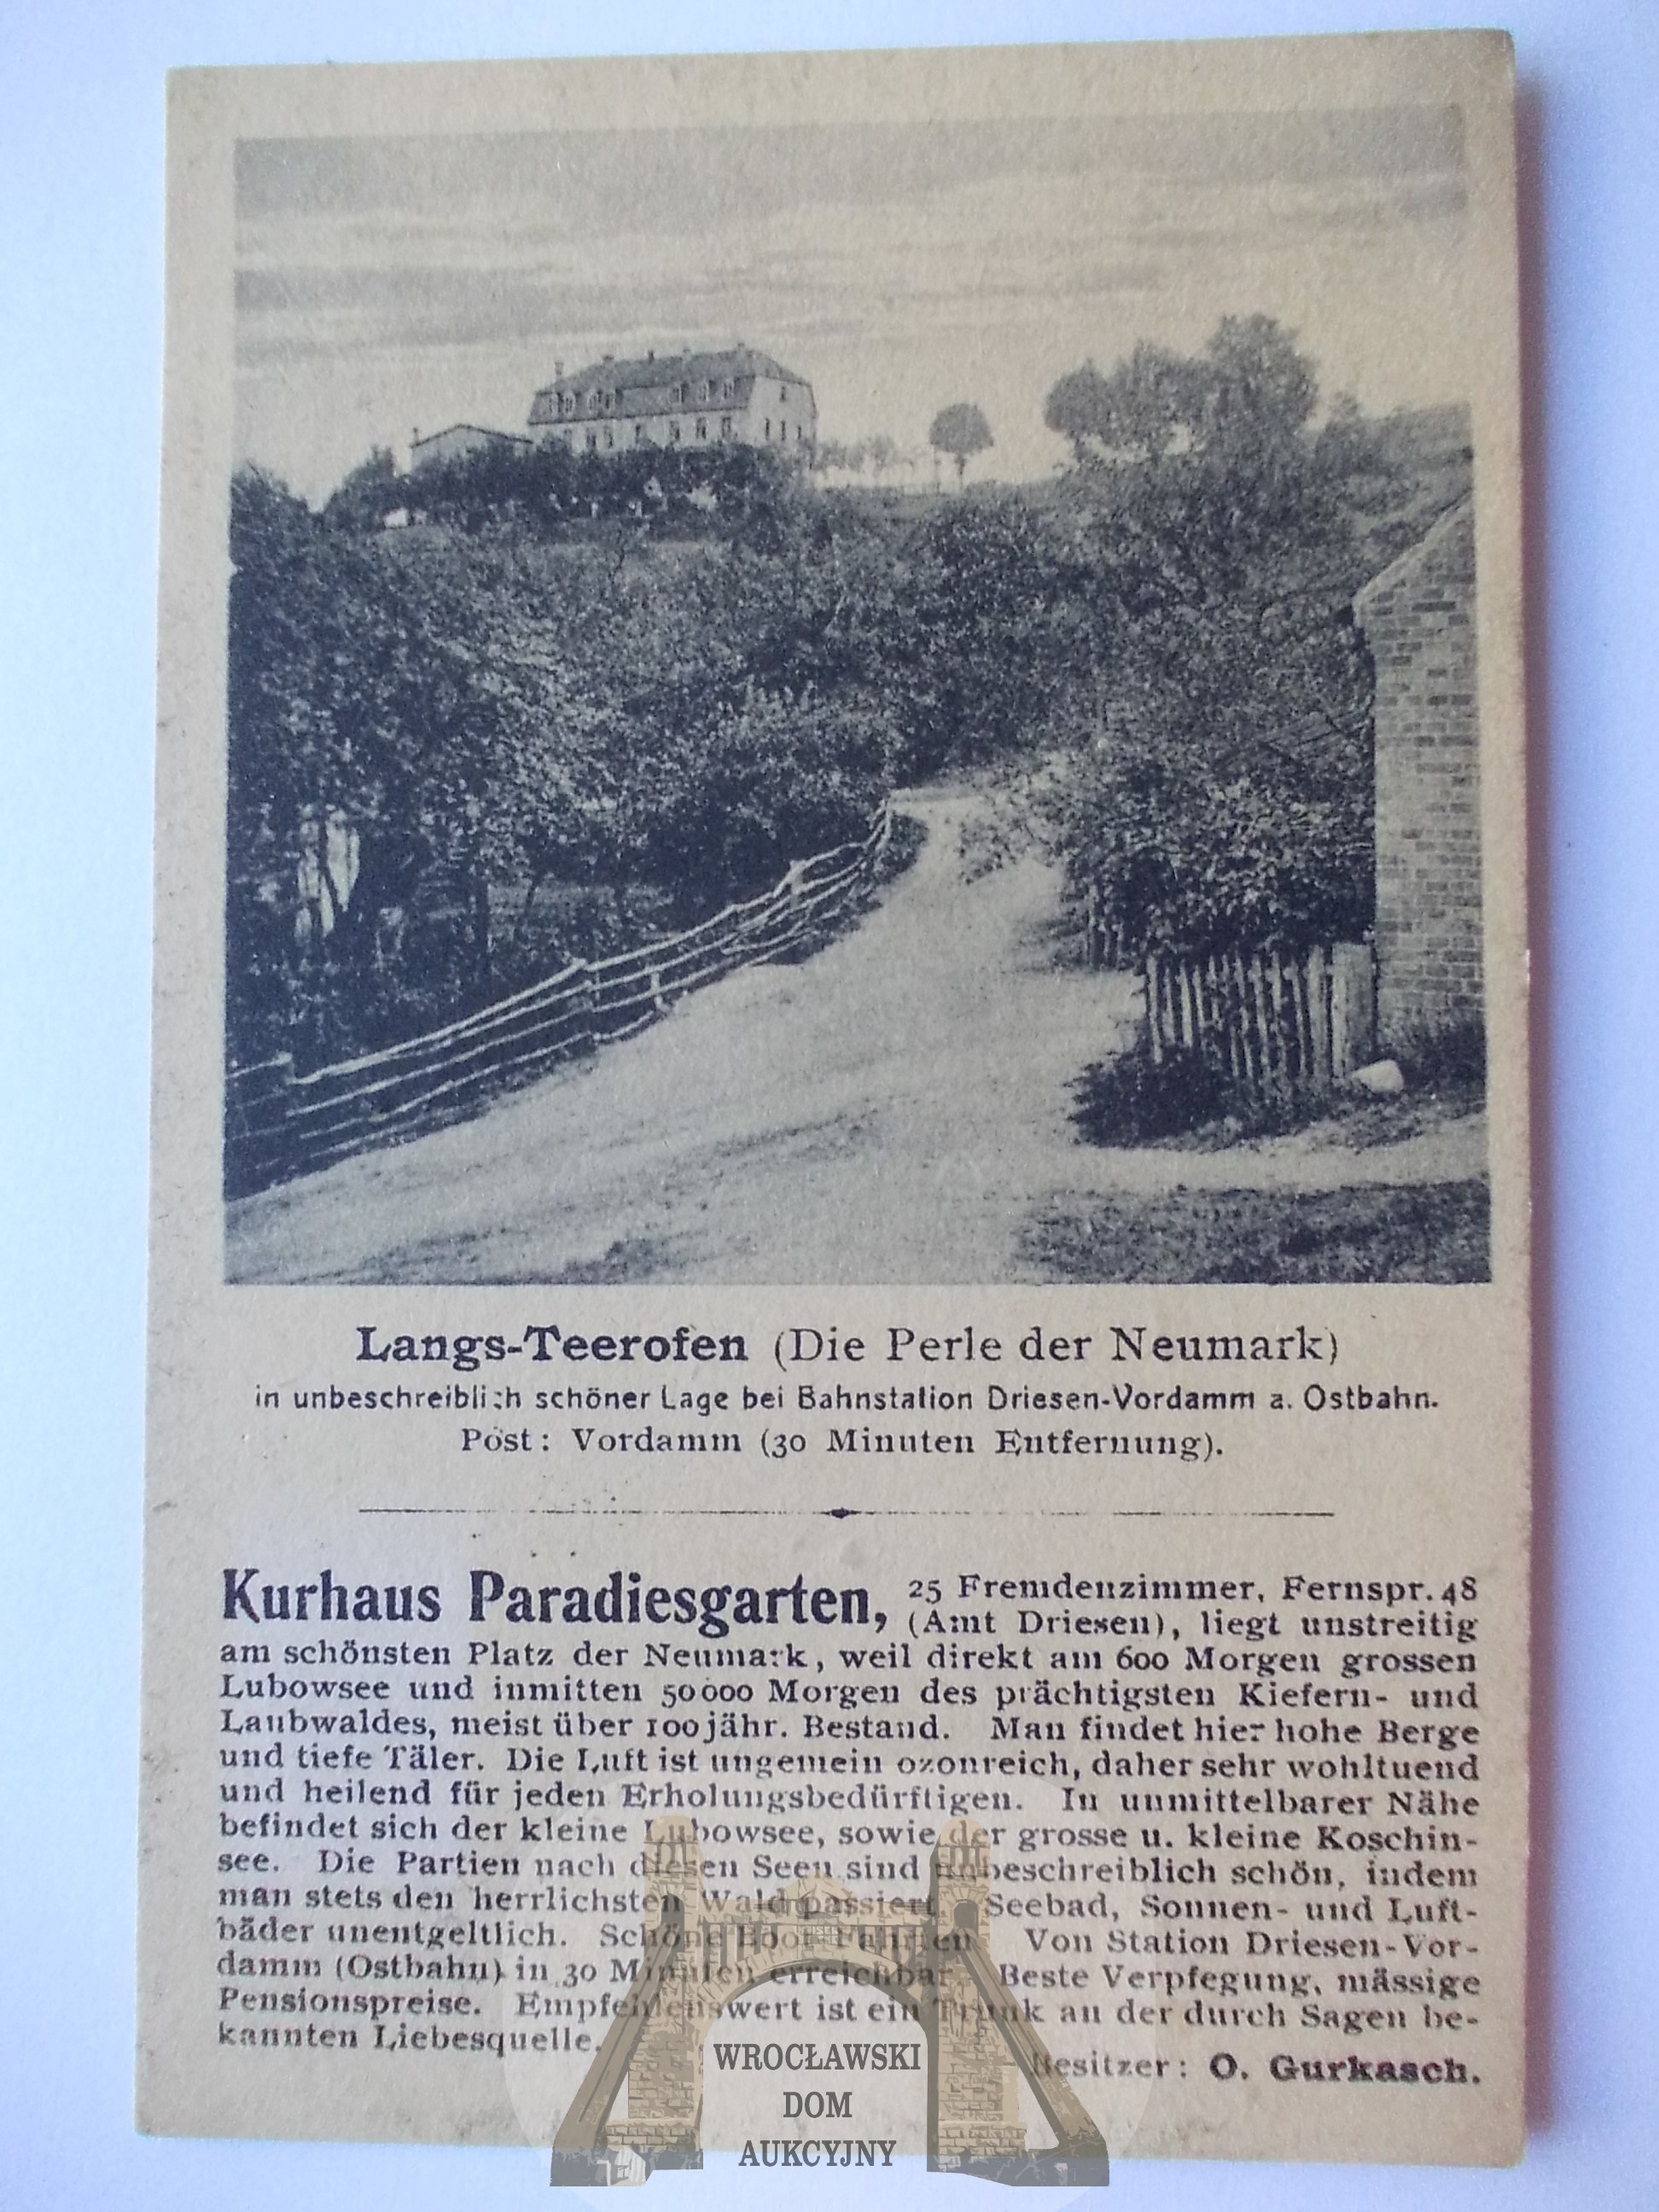 Langs-Teerofen (Die Perle der Neumark)
in unbeschreiblich schöner Lage bei Bahnstation Driesen-Vordamm a. Ostbahn.
Post: Vordamm (30 Minuten Entfernung).
Kurhaus Paradiesgarten, 25 Fremdenzimmer, Fernspr. 48
(Amt Driesen), liegt unstreitig
am schönsten Platz der Neumark, weil direkt am 600 Morgen grossen
Lubowsee und inmitten 50000 Morgen des prächtigsten Kiefern- und
Laubwaldes, meist über 100jähr. Bestand. Man findet hier hohe Berge
und tiefe Täler. Die Luft ist ungemein ozonreich, daher sehr wohltuend
und heilend für jeden Erholungsbedürftigen. In unmittelbarer Nähe
befindet sich der kleine Lubowsee, sowie der grosse u. kleine Koschin-
see. Die Partien nach diesen Seen sind unbeschreiblich schön, indem
man stets den herrlichsten Wald passiert. Seebad, Sonnen- und Luft-
bäder unentgeltlich. Schöne Boot-Fahrten. Von Station Driesen-Vor-
damm (Ostbahn) in 30 Minuten erreichbar. Beste Verpfegung, mässige
Pensionspreise. Empfehlenswert ist ein Trunk an der durch Sagen be-
kannten Liebesquelle.
Besitzer: O. Gurkasch.
WROCŁAWSKI
DOM
AUKCYJNY